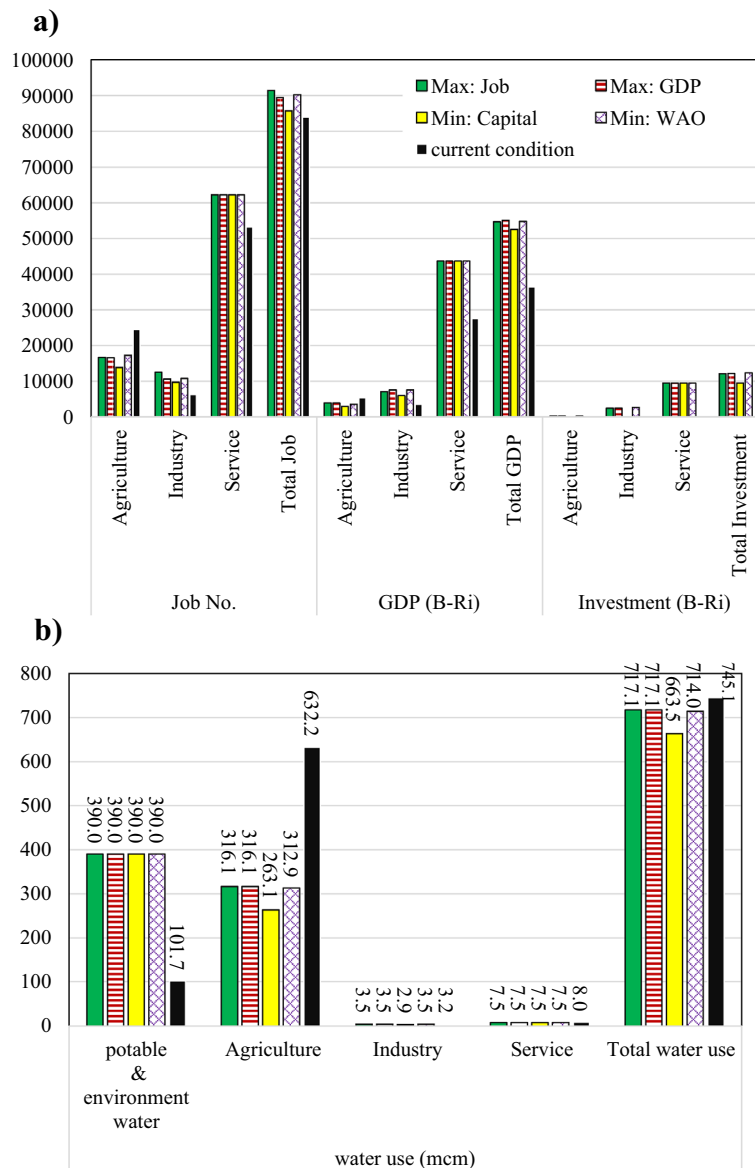 a)
100000
90000
80000
70000
60000
50000
40000
30000
20000
10000
0
Max: Job
Max: GDP
Min: Capital
Min: WAO
current condition
Agriculture
Industry
Service
Total Job
Agriculture
Industry
Service
Total GDP
Agriculture
Industry
Service
Total Investment
Job No.
GDP (B-Ri)
Investment (B-Ri)
b)
800
700
600
500
400
300
200
100
0
390.0
390.0
390.0
390.0
101.7
316.1
316.1
263.1
312.9
632.2
3.5
3.5
2.9
3.5
3.2
7.5
7.5
7.5
7.5
8.0
717.1
717.1
663.5
714.0
745.1
potable
&
environment
water
Agriculture
Industry
Service
Total water use
water use (mcm)